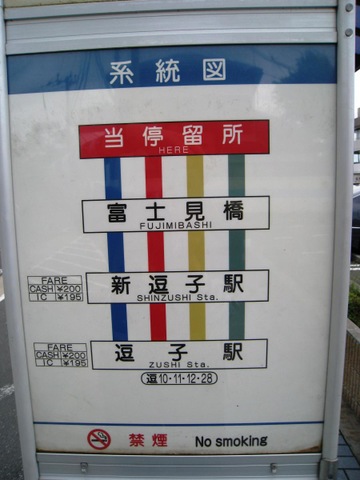 系統図
当停留所
HERE
富士見橋
FUJIMIBASHI
新逗子駅
SHINZUSHI Sta.
FARE
CASH ¥200
IC ¥195
逗子駅
ZUSHI Sta.
FARE
CASH ¥200
IC ¥195
逗10・11・12・28
禁煙 No smoking